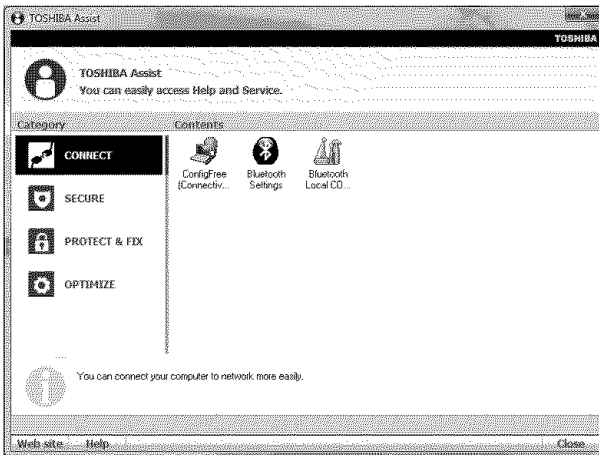 TOSHIBA Assist
TOSHIBA
TOSHIBA Assist
You can easily access Help and Service.
Category
Contents
CONNECT
SECURE
PROTECT & FIX
OPTIMIZE
ConfigFree
(Connectiv...
Bluetooth
Settings
Bluetooth
Local CO...
You can connect your computer to network more easily.
Web site
Help
Close